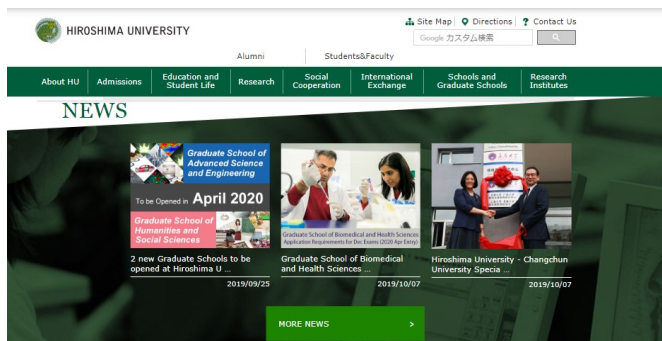 HIROSHIMA UNIVERSITY
Site Map
Directions
? Contact Us
Google カスタム検索
Alumni
Students&Faculty
About HU
Admissions
Education and
Student Life
Research
Social
Cooperation
International
Exchange
Schools and
Graduate Schools
Research
Institutes
NEWS
Graduate School of
Advanced Science
and Engineering
To be Opened in April 2020
Graduate School of
Humanities and
Social Sciences
2 new Graduate Schools to be
opened at Hiroshima U ...
2019/09/25
Graduate School of Biomedical and Health Sciences
Application Requirements for Dec Exams (2020 Apr Entry)
Graduate School of Biomedical
and Health Sciences ...
2019/10/07
Hiroshima University - Changchun
University Specia ...
2019/10/07
MORE NEWS >